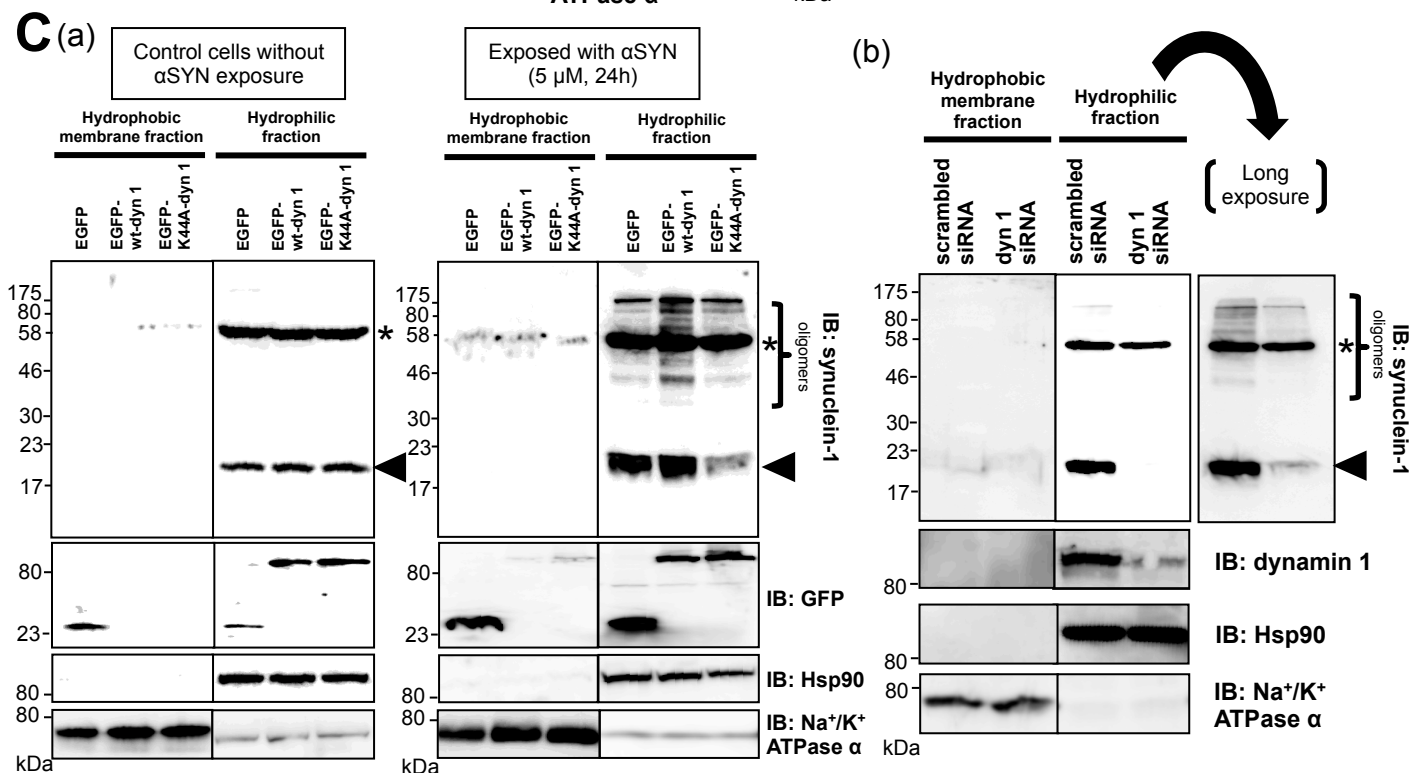 ATPase α
kDa
C (a)
Control cells without
αSYN exposure
Hydrophobic
membrane fraction
Hydrophilic
fraction
EGFP
EGFP-
wt-dyn 1
EGFP-
K44A-dyn 1
EGFP
EGFP-
wt-dyn 1
EGFP-
K44A-dyn 1
175
80
58
46
30
23
17
*
80
23
80
80
kDa
Exposed with αSYN
(5 μM, 24h)
Hydrophobic
membrane fraction
Hydrophilic
fraction
EGFP
EGFP-
wt-dyn 1
EGFP-
K44A-dyn 1
EGFP
EGFP-
wt-dyn 1
EGFP-
K44A-dyn 1
175
80
58
46
30
23
17
*
oligomers
IB: synuclein-1
80
23
IB: GFP
80
IB: Hsp90
80
IB: Na⁺/K⁺
ATPase α
kDa
(b)
Hydrophobic
membrane
fraction
Hydrophilic
fraction
Long
exposure
scrambled
siRNA
dyn 1
siRNA
scrambled
siRNA
dyn 1
siRNA
175
80
58
46
30
23
17
*
oligomers
IB: synuclein-1
80
IB: dynamin 1
80
IB: Hsp90
80
IB: Na⁺/K⁺
ATPase α
kDa